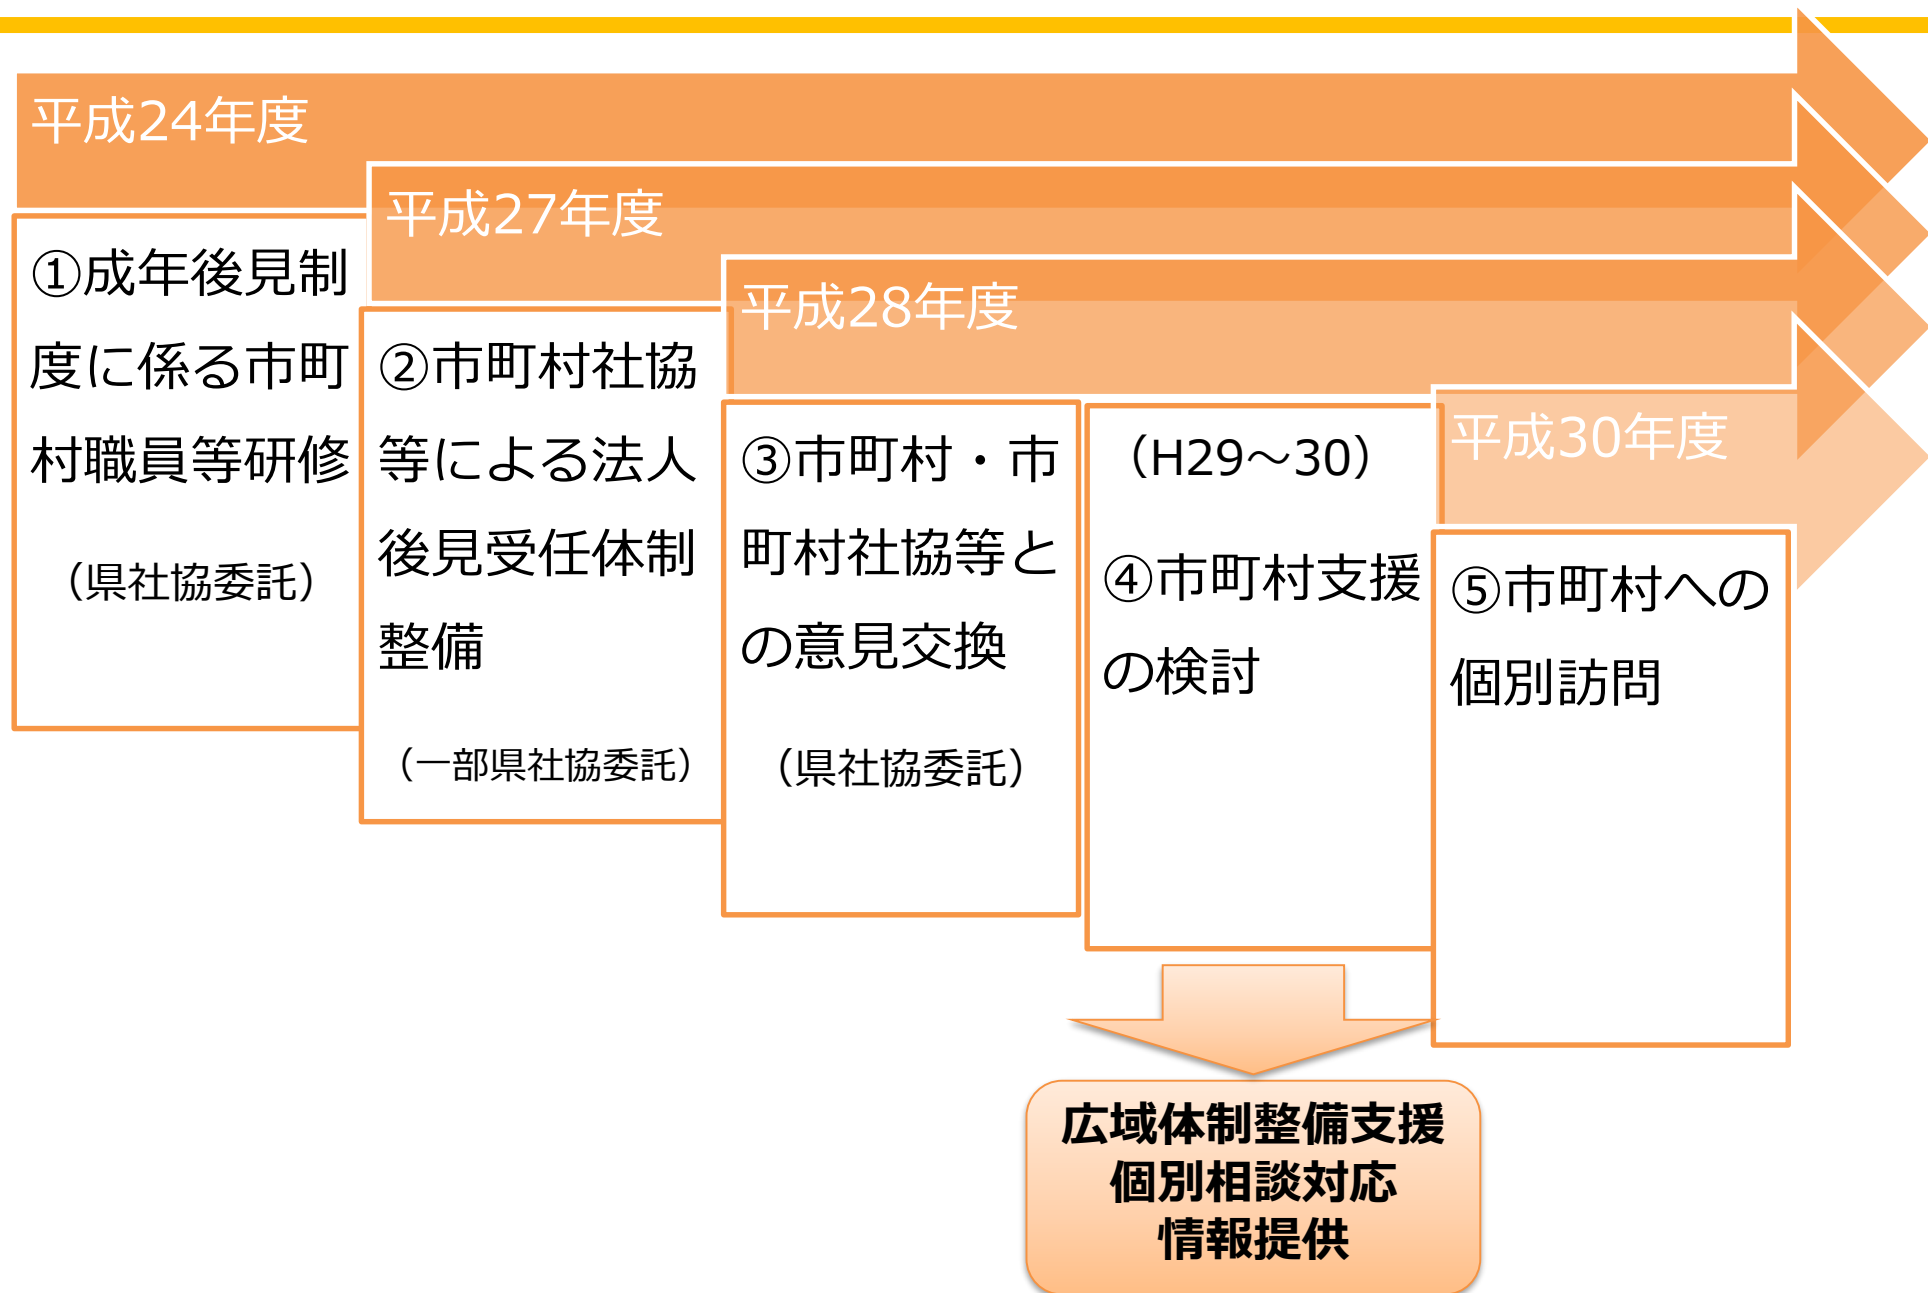 平成24年度
①成年後見制
度に係る市町
村職員等研修
（県社協委託）
平成27年度
②市町村社協
等による法人
後見受任体制
整備
（一部県社協委託）
平成28年度
③市町村・市
町村社協等と
の意見交換
（県社協委託）
（H29～30）
④市町村支援
の検討
平成30年度
⑤市町村への
個別訪問
広域体制整備支援
個別相談対応
情報提供